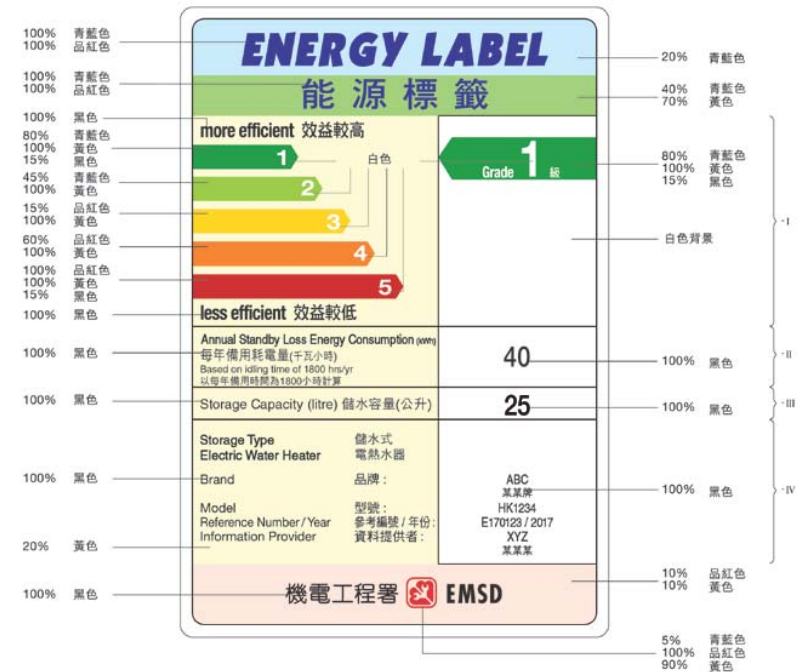 ENERGY LABEL
能源標籤
more efficient 效益較高
1
2
3
4
5
白色
less efficient 效益較低
Grade 1 級
Annual Standby Loss Energy Consumption (kWh)
每年備用耗電量(千瓦小時)
Based on idling time of 1800 hrs/yr
以每年備用時間為1800小時計算
40
Storage Capacity (litre) 儲水容量(公升)
25
Storage Type 儲水式
Electric Water Heater 電熱水器
Brand 品牌 :
ABC
某某牌
Model 型號 :
HK1234
Reference Number / Year 參考編號 / 年份 :
E170123 / 2017
Information Provider 資料提供者 :
XYZ
某某某
機電工程署 EMSD
100% 青藍色
100% 品紅色
100% 青藍色
100% 品紅色
100% 黑色
80% 青藍色
100% 黃色
15% 黑色
45% 青藍色
100% 黃色
15% 品紅色
100% 黃色
60% 品紅色
100% 黃色
100% 品紅色
100% 黃色
15% 黑色
100% 黑色
100% 黑色
100% 黑色
100% 黑色
20% 黃色
100% 黑色
20% 青藍色
40% 青藍色
70% 黃色
80% 青藍色
100% 黃色
15% 黑色
白色背景
100% 黑色
100% 黑色
100% 黑色
10% 品紅色
10% 黃色
5% 青藍色
100% 品紅色
90% 黃色
-I
-II
-III
-IV